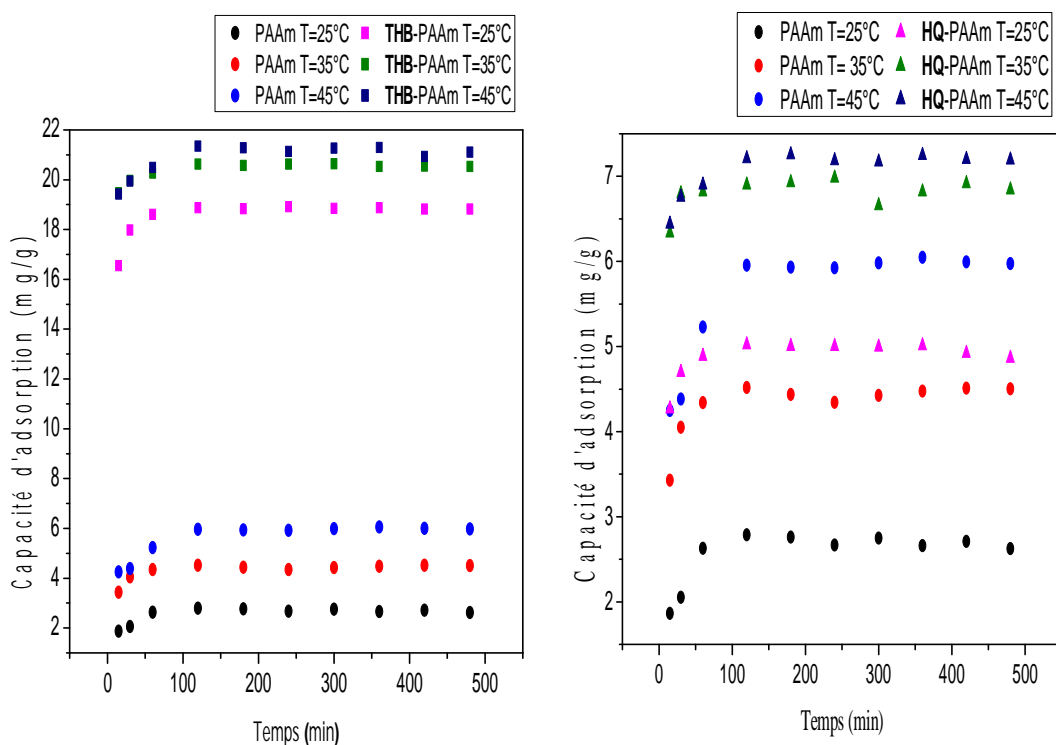 PAAm T=25°C THB-PAAm T=25°C
PAAm T=35°C THB-PAAm T=35°C
PAAm T=45°C THB-PAAm T=45°C
22
20
18
16
14
12
10
8
6
4
2
Capacité d'adsorption (mg/g)
0 100 200 300 400 500
Temps (min)
PAAm T=25°C HQ-PAAm T=25°C
PAAm T= 35°C HQ-PAAm T=35°C
PAAm T=45°C HQ-PAAm T=45°C
7
6
5
4
3
2
Capacité d'adsorption (mg/g)
0 100 200 300 400 500
Temps (min)